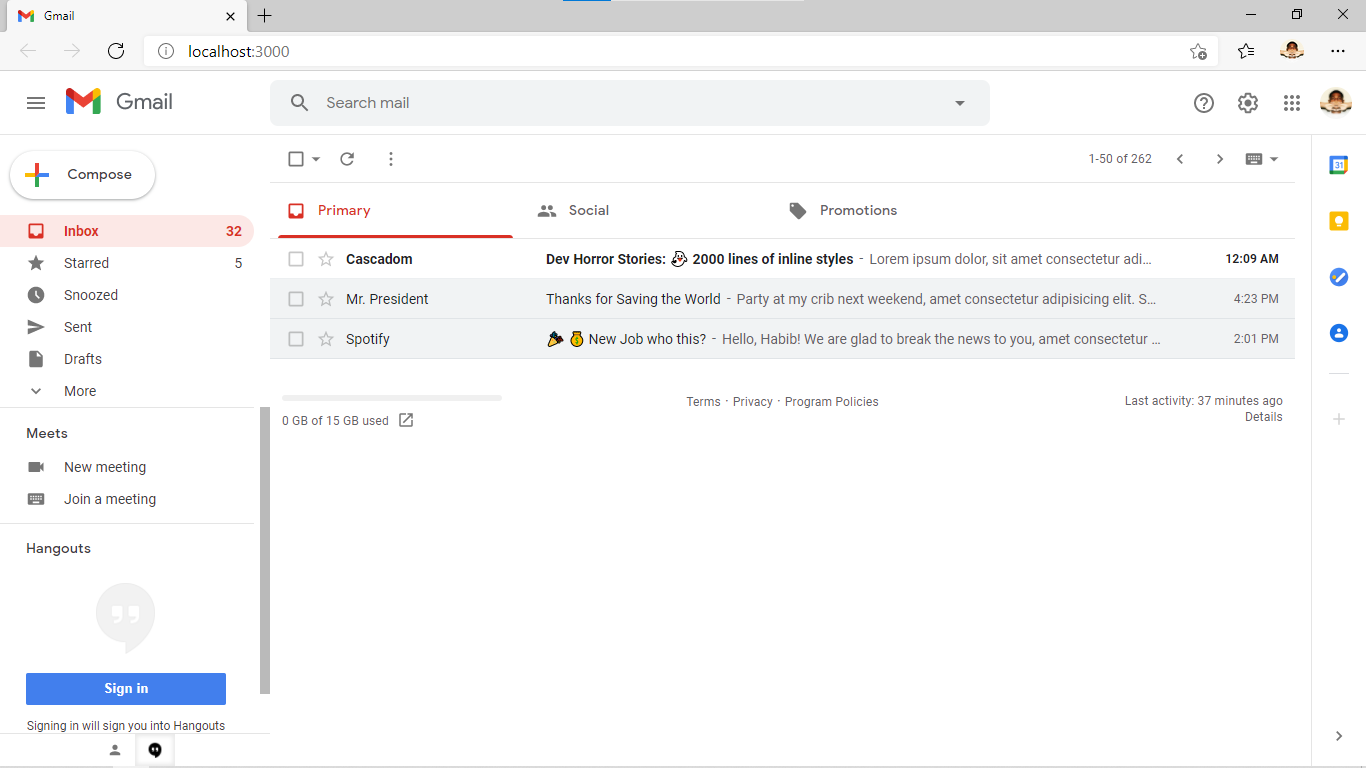 Gmail
localhost:3000
Gmail
Search mail
Compose
1-50 of 262
Inbox 32
Starred 5
Snoozed
Sent
Drafts
More
Primary
Social
Promotions
Cascadom Dev Horror Stories: 👻 2000 lines of inline styles - Lorem ipsum dolor, sit amet consectetur adi... 12:09 AM
Mr. President Thanks for Saving the World - Party at my crib next weekend, amet consectetur adipisicing elit. S... 4:23 PM
Spotify 🎉 💰 New Job who this? - Hello, Habib! We are glad to break the news to you, amet consectetur ... 2:01 PM
0 GB of 15 GB used
Terms · Privacy · Program Policies
Last activity: 37 minutes ago
Details
Meets
New meeting
Join a meeting
Hangouts
Sign in
Signing in will sign you into Hangouts
31